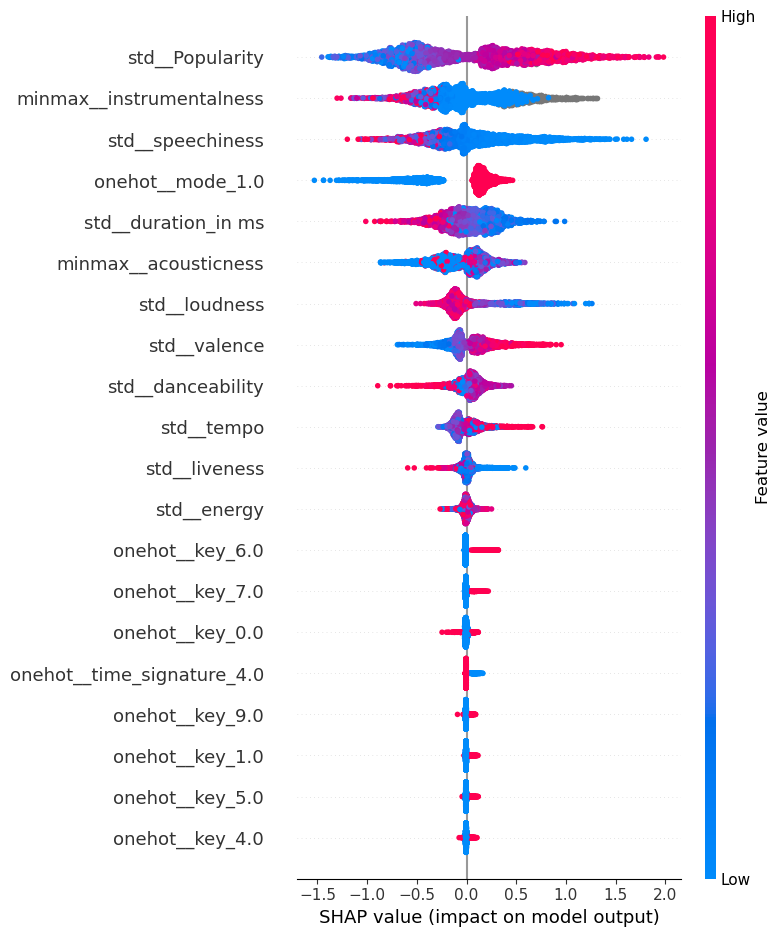 High
std__Popularity
minmax__instrumentalness
std__speechiness
onehot__mode_1.0
std__duration_in ms
minmax__acousticness
std__loudness
std__valence
std__danceability
std__tempo
std__liveness
std__energy
onehot__key_6.0
onehot__key_7.0
onehot__key_0.0
onehot__time_signature_4.0
onehot__key_9.0
onehot__key_1.0
onehot__key_5.0
onehot__key_4.0
Feature value
Low
−1.5 −1.0 −0.5 0.0 0.5 1.0 1.5 2.0
SHAP value (impact on model output)